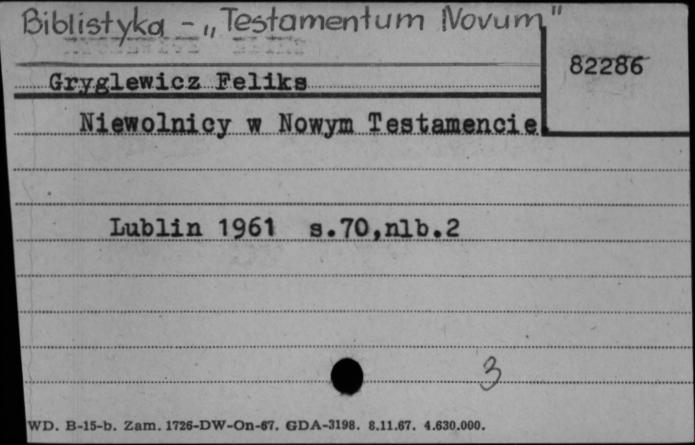 Biblistyka - „Testamentum Novum"
82286
Gryglewicz Feliks
Niewolnicy w Nowym Testamencie
Lublin 1961 s.70,nlb.2
3
WD. B-15-b. Zam. 1726-DW-On-67. GDA-3198. 8.11.67. 4.630.000.